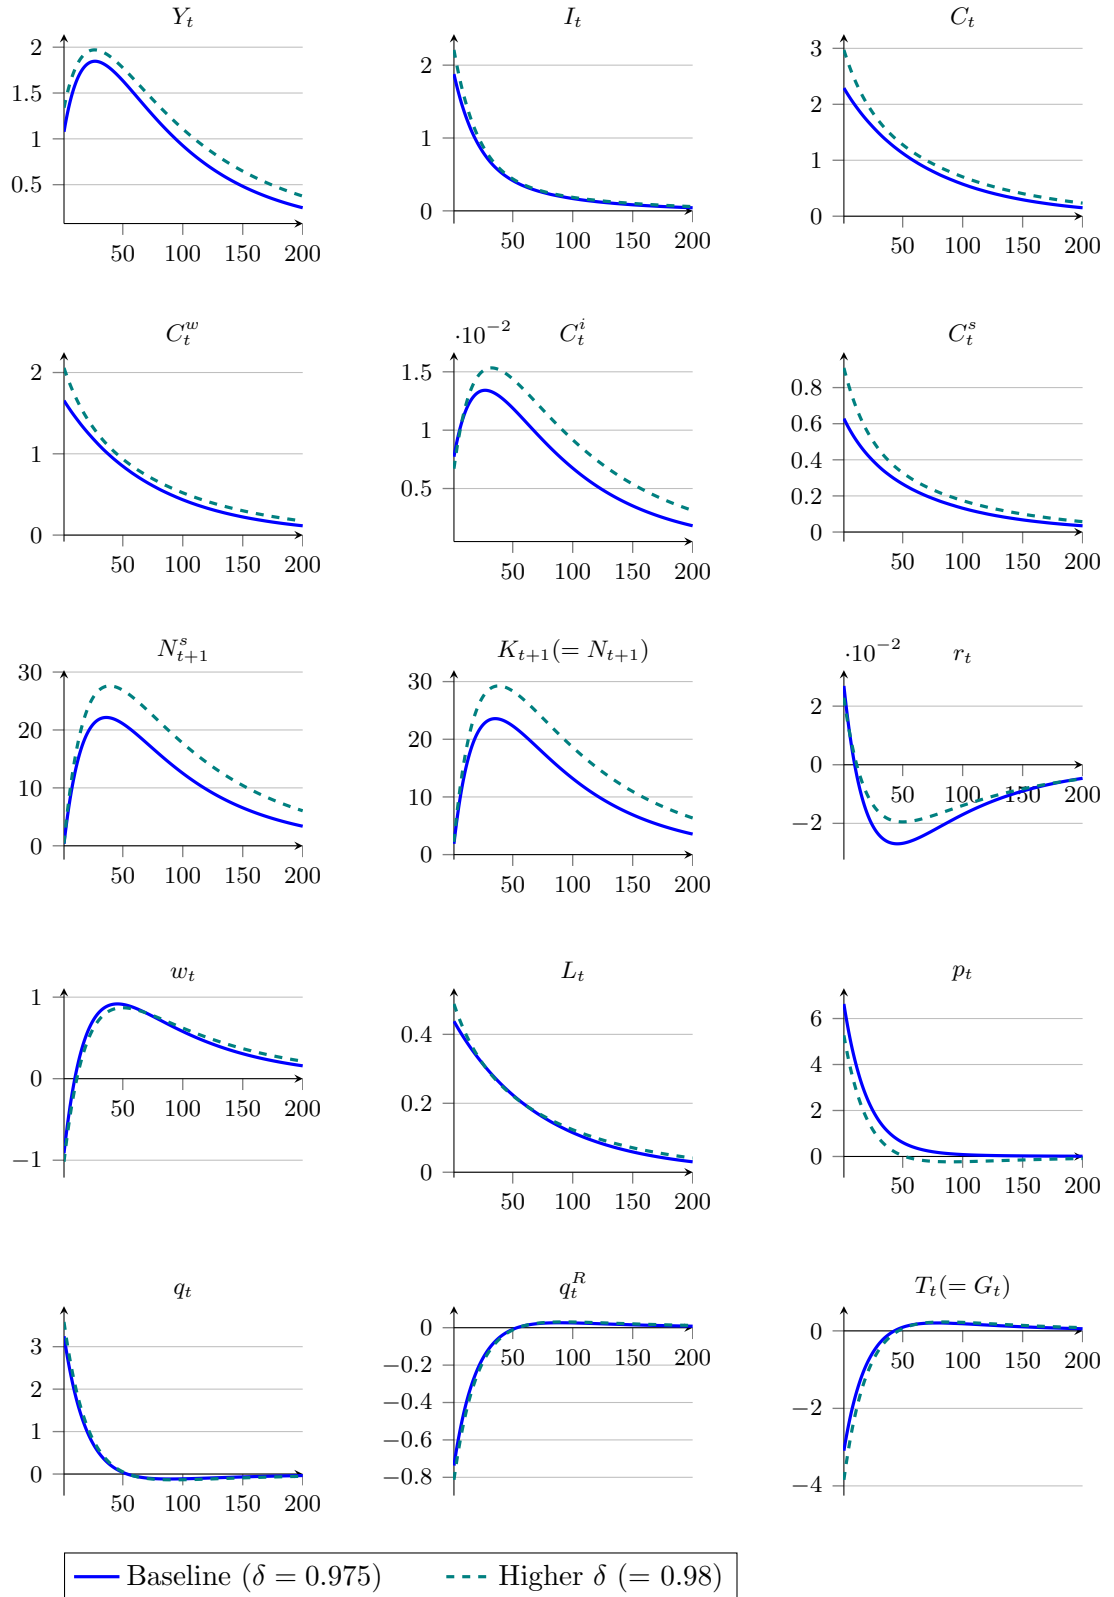 Y_t I_t C_t
2 1.5 1 0.5 50 100 150 200
2 1 0 50 100 150 200
3 2 1 0 50 100 150 200
C_t^w ·10^{-2} C_t^i C_t^s
2 1 0 50 100 150 200
1.5 1 0.5 50 100 150 200
0.8 0.6 0.4 0.2 0 50 100 150 200
N_{t+1}^s K_{t+1}(= N_{t+1}) ·10^{-2} r_t
30 20 10 0 50 100 150 200
30 20 10 0 50 100 150 200
2 0 −2 50 100 150 200
w_t L_t p_t
1 0 −1 50 100 150 200
0.4 0.2 0 50 100 150 200
6 4 2 0 50 100 150 200
q_t q_t^R T_t(= G_t)
3 2 1 0 50 100 150 200
0 −0.2 −0.4 −0.6 −0.8 50 100 150 200
0 −2 −4 50 100 150 200
Baseline (δ = 0.975) Higher δ (= 0.98)